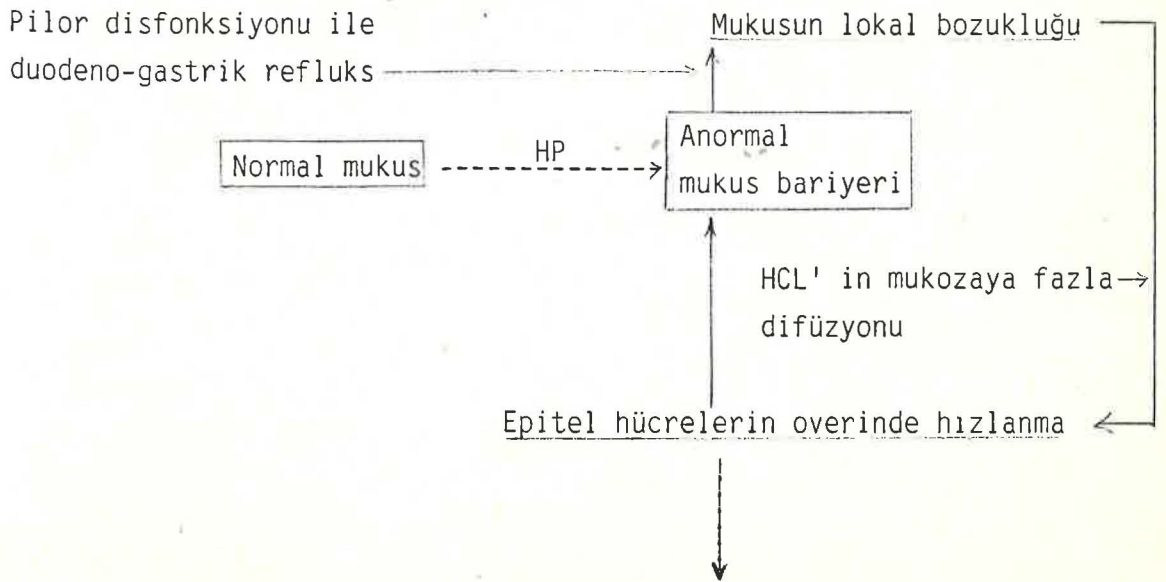 Pilor disfonksiyonu ile
duodeno-gastrik refluks
Mukusun lokal bozukluğu
Normal mukus
HP
Anormal
mukus bariyeri
HCL' in mukozaya fazla
difüzyonu
Epitel hücrelerin overinde hızlanma